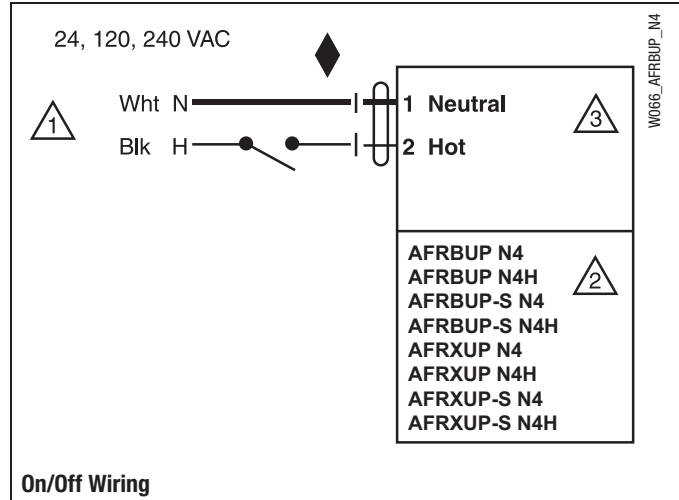 24, 120, 240 VAC
W066_AFRBUP_N4
1
Wht N
1 Neutral
3
Blk H
2 Hot
AFRBUP N4
2
AFRBUP N4H
AFRBUP-S N4
AFRBUP-S N4H
AFRXUP N4
AFRXUP N4H
AFRXUP-S N4
AFRXUP-S N4H
On/Off Wiring